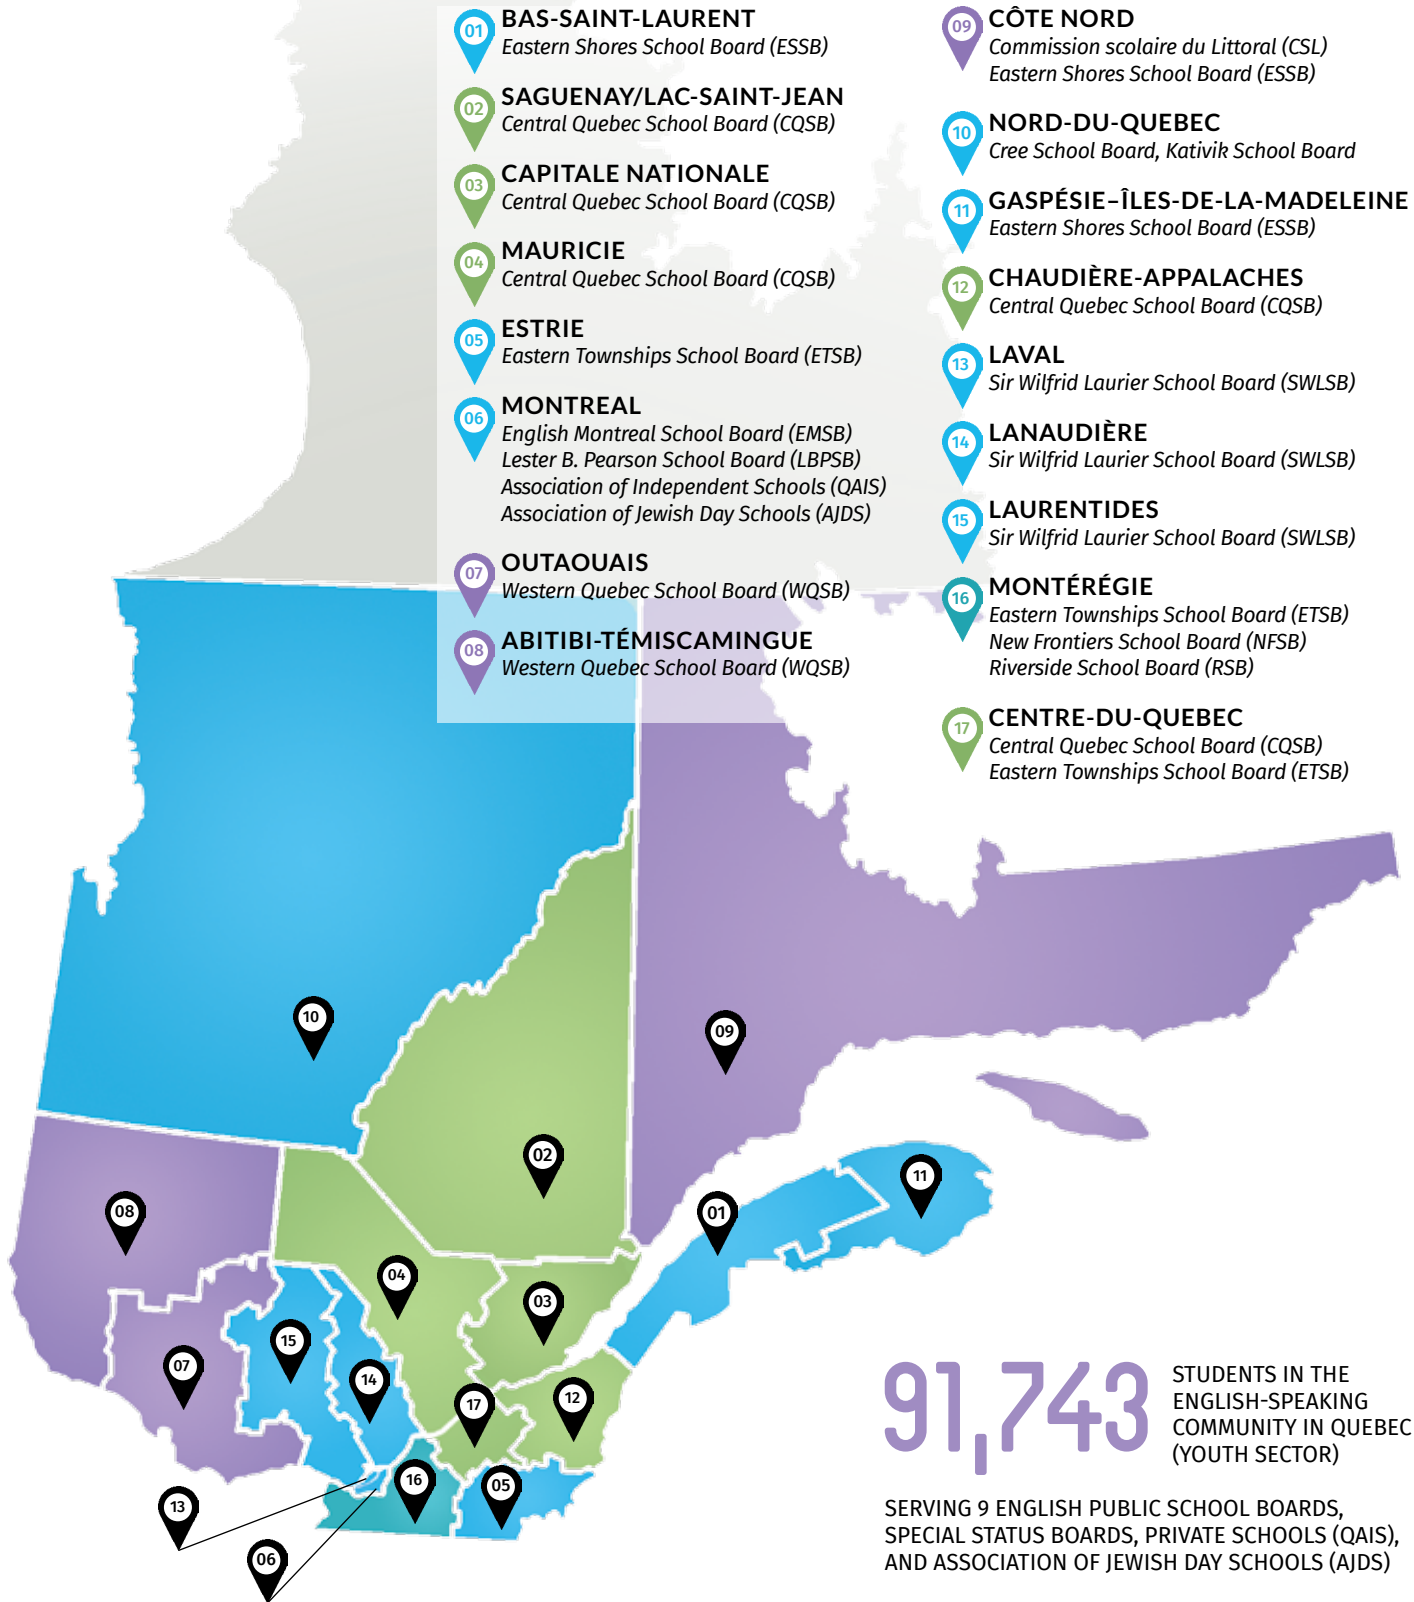 01
BAS-SAINT-LAURENT
Eastern Shores School Board (ESSB)
02
SAGUENAY/LAC-SAINT-JEAN
Central Quebec School Board (CQSB)
03
CAPITALE NATIONALE
Central Quebec School Board (CQSB)
04
MAURICIE
Central Quebec School Board (CQSB)
05
ESTRIE
Eastern Townships School Board (ETSB)
06
MONTREAL
English Montreal School Board (EMSB)
Lester B. Pearson School Board (LBPSB)
Association of Independent Schools (QAIS)
Association of Jewish Day Schools (AJDS)
07
OUTAOUAIS
Western Quebec School Board (WQSB)
08
ABITIBI-TÉMISCAMINGUE
Western Quebec School Board (WQSB)
09
CÔTE NORD
Commission scolaire du Littoral (CSL)
Eastern Shores School Board (ESSB)
10
NORD-DU-QUEBEC
Cree School Board, Kativik School Board
11
GASPÉSIE–ÎLES-DE-LA-MADELEINE
Eastern Shores School Board (ESSB)
12
CHAUDIÈRE-APPALACHES
Central Quebec School Board (CQSB)
13
LAVAL
Sir Wilfrid Laurier School Board (SWLSB)
14
LANAUDIÈRE
Sir Wilfrid Laurier School Board (SWLSB)
15
LAURENTIDES
Sir Wilfrid Laurier School Board (SWLSB)
16
MONTÉRÉGIE
Eastern Townships School Board (ETSB)
New Frontiers School Board (NFSB)
Riverside School Board (RSB)
17
CENTRE-DU-QUEBEC
Central Quebec School Board (CQSB)
Eastern Townships School Board (ETSB)
10
09
02
11
08
01
04
03
15
07
14
12
17
16
05
13
06
91,743
STUDENTS IN THE
ENGLISH-SPEAKING
COMMUNITY IN QUEBEC
(YOUTH SECTOR)
SERVING 9 ENGLISH PUBLIC SCHOOL BOARDS,
SPECIAL STATUS BOARDS, PRIVATE SCHOOLS (QAIS),
AND ASSOCIATION OF JEWISH DAY SCHOOLS (AJDS)